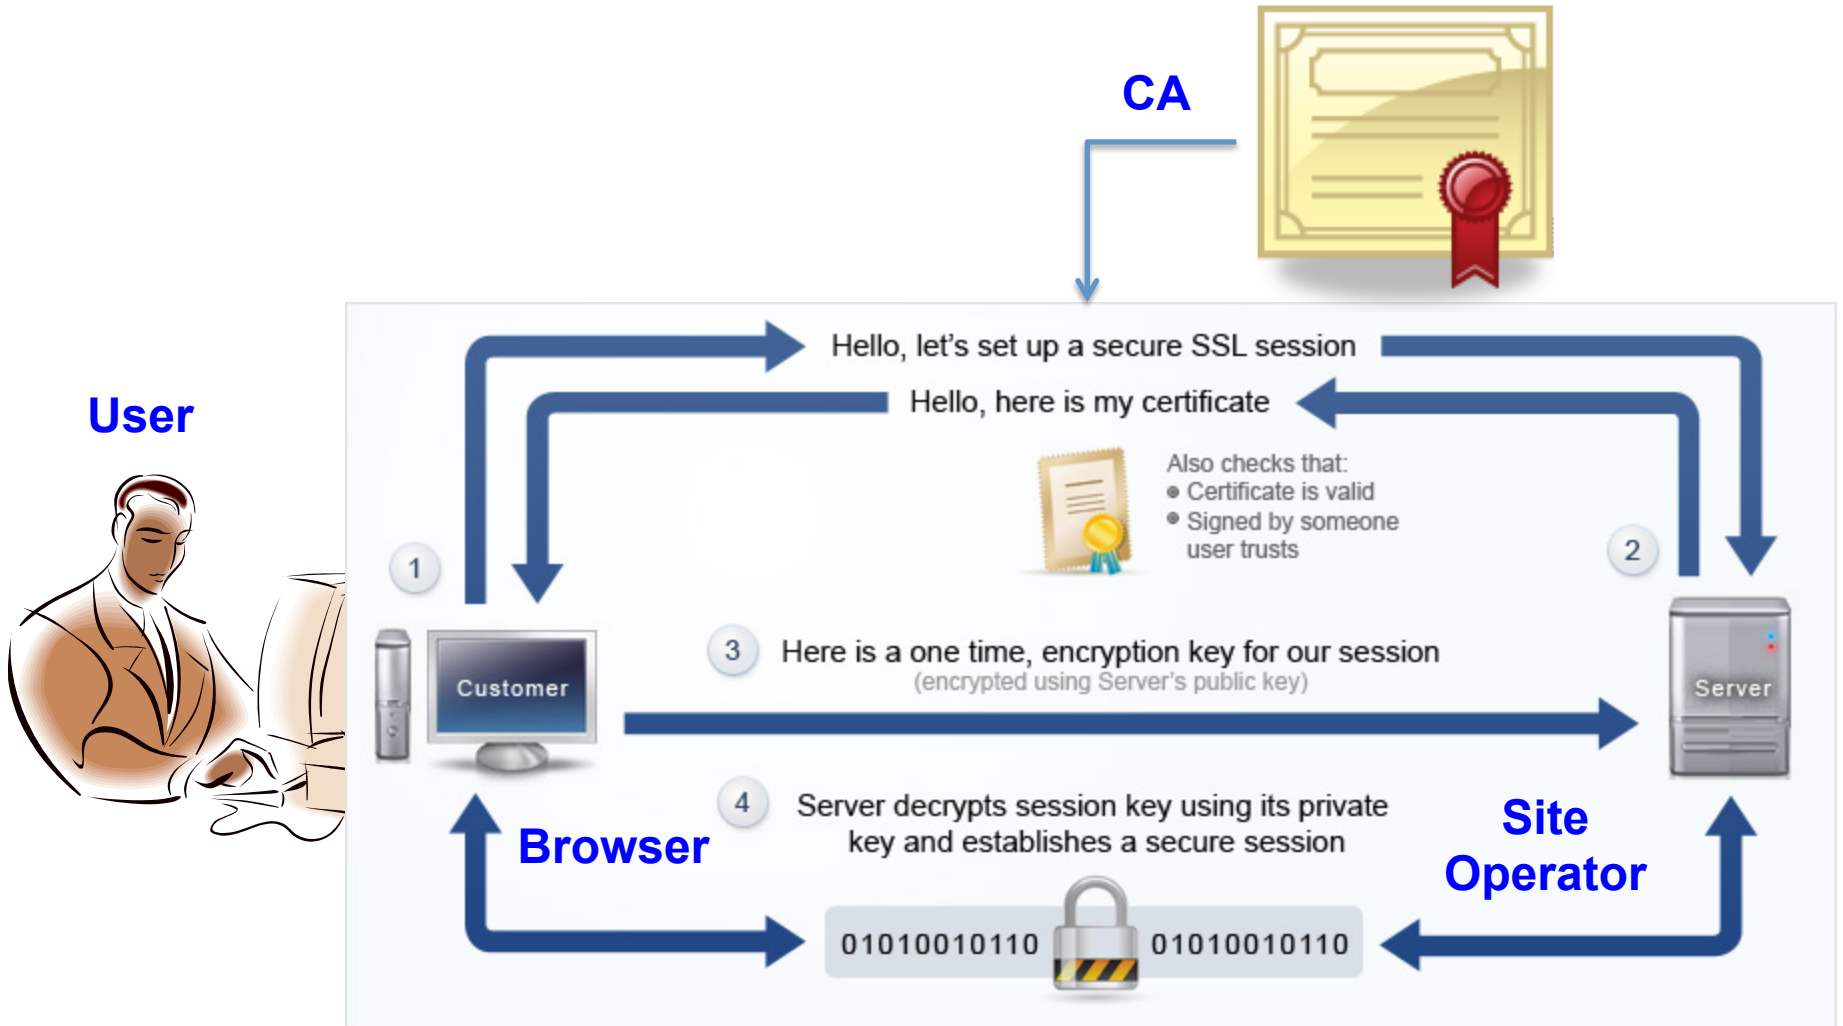 CA
Hello, let's set up a secure SSL session
Hello, here is my certificate
User
Also checks that:
• Certificate is valid
• Signed by someone
user trusts
1
2
3
Here is a one time, encryption key for our session
(encrypted using Server's public key)
Customer
Server
4
Server decrypts session key using its private
key and establishes a secure session
Browser
Site
Operator
01010010110
01010010110